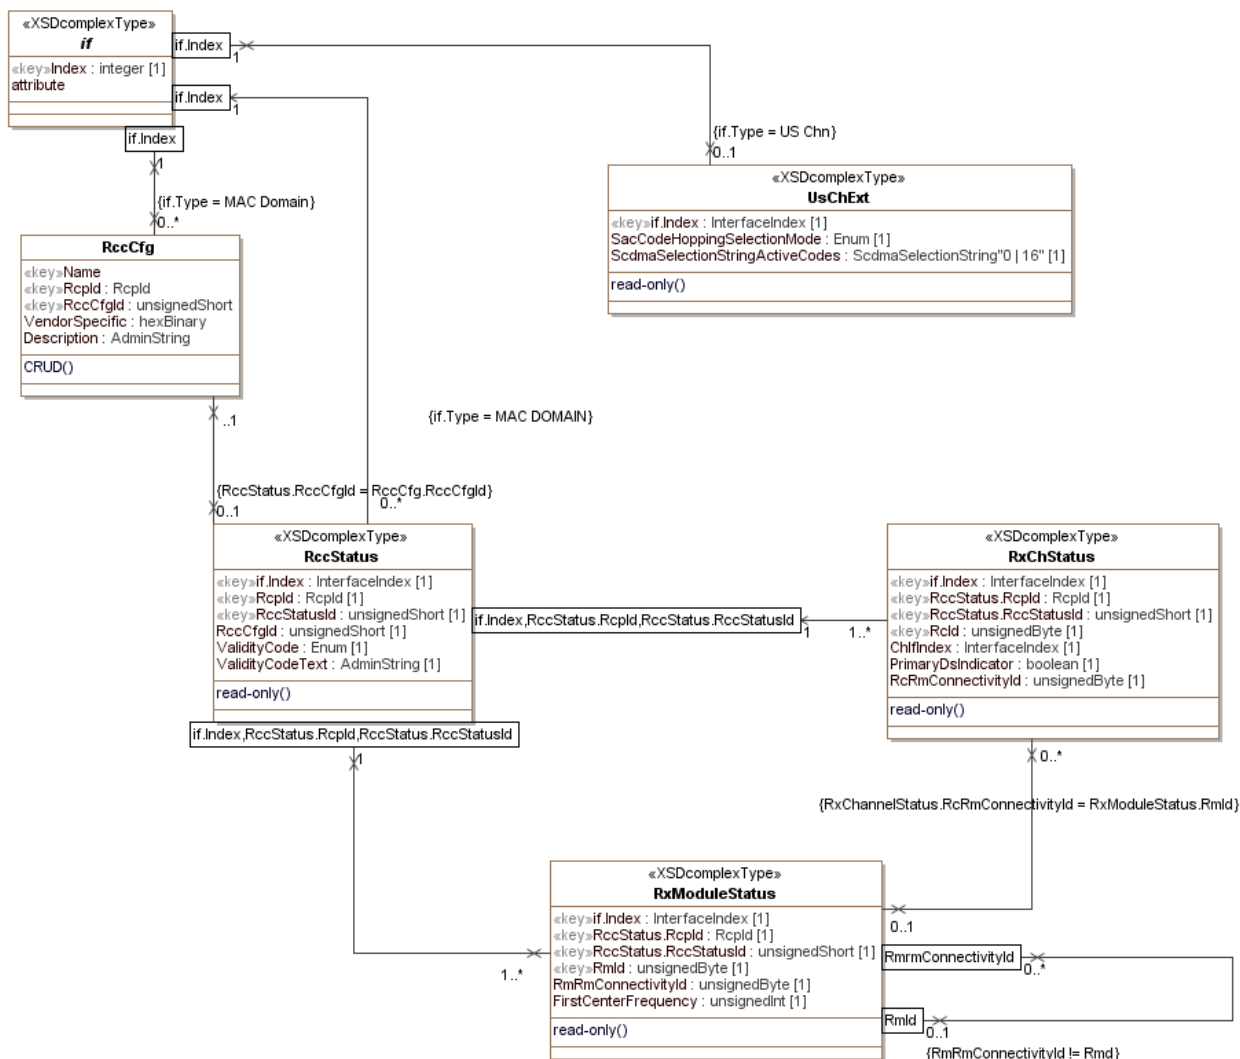 «XSDcomplexType»
if
«key»Index : integer [1]
attribute
if.Index
1
if.Index
1
if.Index
1
{if.Type = MAC Domain}
0..*
{if.Type = US Chn}
0..1
«XSDcomplexType»
UsChExt
«key»if.Index : InterfaceIndex [1]
SacCodeHoppingSelectionMode : Enum [1]
ScdmaSelectionStringActiveCodes : ScdmaSelectionString"0 | 16" [1]
read-only()
RccCfg
«key»Name
«key»RcpId : RcpId
«key»RccCfgId : unsignedShort
VendorSpecific : hexBinary
Description : AdminString
CRUD()
..1
{if.Type = MAC DOMAIN}
{RccStatus.RccCfgId = RccCfg.RccCfgId}
0..1
0..*
«XSDcomplexType»
RccStatus
«key»if.Index : InterfaceIndex [1]
«key»RcpId : RcpId [1]
«key»RccStatusId : unsignedShort [1]
RccCfgId : unsignedShort [1]
ValidityCode : Enum [1]
ValidityCodeText : AdminString [1]
read-only()
if.Index,RccStatus.RcpId,RccStatus.RccStatusId
1
1..*
«XSDcomplexType»
RxChStatus
«key»if.Index : InterfaceIndex [1]
«key»RccStatus.RcpId : RcpId [1]
«key»RccStatus.RccStatusId : unsignedShort [1]
«key»RcId : unsignedByte [1]
ChIfIndex : InterfaceIndex [1]
PrimaryDsIndicator : boolean [1]
RcRmConnectivityId : unsignedByte [1]
read-only()
if.Index,RccStatus.RcpId,RccStatus.RccStatusId
1
0..*
{RxChannelStatus.RcRmConnectivityId = RxModuleStatus.RmId}
1..*
«XSDcomplexType»
RxModuleStatus
«key»if.Index : InterfaceIndex [1]
«key»RccStatus.RcpId : RcpId [1]
«key»RccStatus.RccStatusId : unsignedShort [1]
«key»RmId : unsignedByte [1]
RmRmConnectivityId : unsignedByte [1]
FirstCenterFrequency : unsignedInt [1]
read-only()
0..1
RmrmConnectivityId
0..*
RmId
0..1
{RmRmConnectivityId != Rmd}